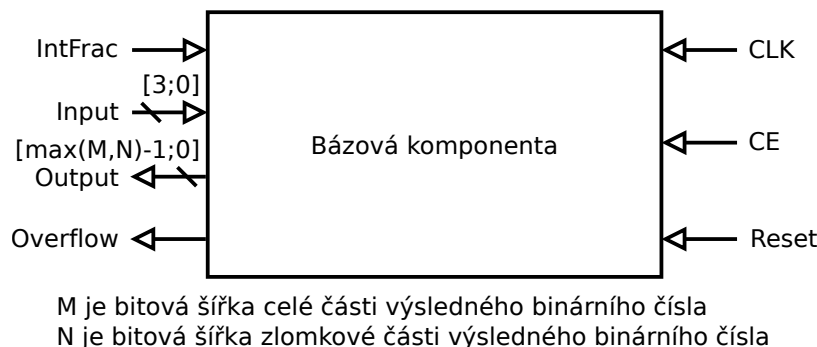 IntFrac
[3;0]
Input
[max(M,N)-1;0]
Output
Overflow
Bázová komponenta
CLK
CE
Reset
M je bitová šířka celé části výsledného binárního čísla
N je bitová šířka zlomkové části výsledného binárního čísla